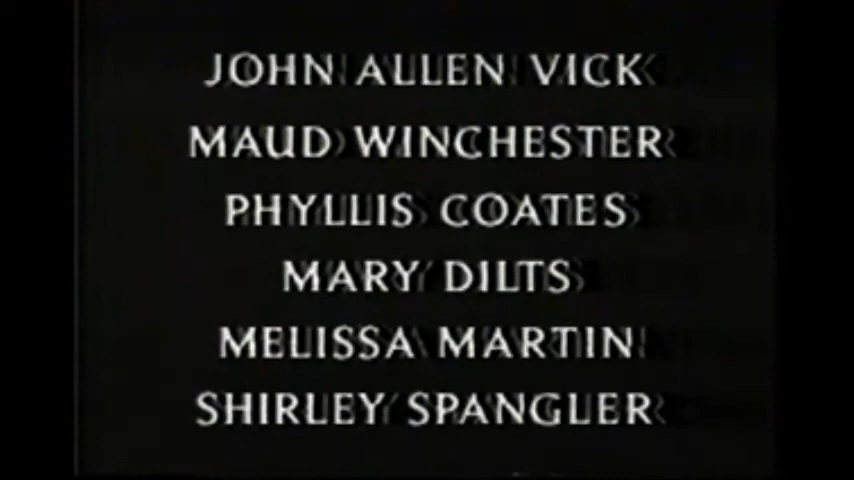 JOHN ALLEN VICK
MAUD WINCHESTER
PHYLLIS COATES
MARY DILTS
MELISSA MARTIN
SHIRLEY SPANGLER